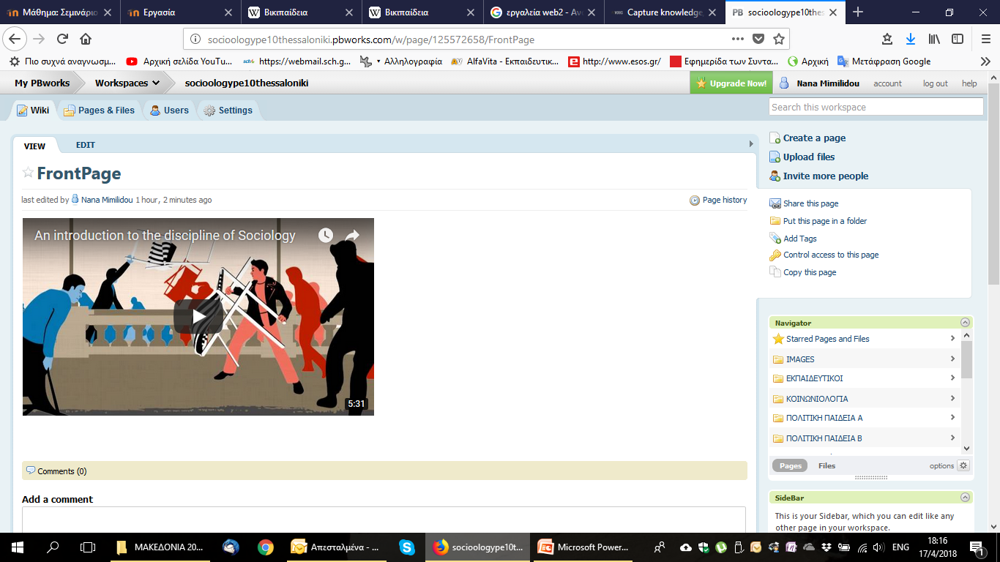 Μάθημα: Σεμινάριο
Εργασία
Βικιπαίδεια
Βικιπαίδεια
εργαλεία web2 - Ανα
Capture knowledge,
PB socioologype10thes
socioologype10thessaloniki.pbworks.com/w/page/125572658/FrontPage
Πιο συχνά αναγνωσμ... Αρχική σελίδα YouTu... https://webmail.sch.g... Αλληλογραφία AlfaVita - Εκπαιδευτικ... http://www.esos.gr/ Εφημερίδα των Συντα... Αρχική Μετάφραση Google
My PBworks Workspaces socioologype10thessaloniki Upgrade Now! Nana Mimilidou account log out help
Wiki Pages & Files Users Settings Search this workspace
VIEW EDIT
FrontPage
last edited by Nana Mimilidou 1 hour, 2 minutes ago Page history
An introduction to the discipline of Sociology
5:31
Comments (0)
Add a comment
Create a page
Upload files
Invite more people
Share this page
Put this page in a folder
Add Tags
Control access to this page
Copy this page
Navigator
Starred Pages and Files
IMAGES
ΕΚΠΑΙΔΕΥΤΙΚΟΙ
ΚΟΙΝΩΝΙΟΛΟΓΙΑ
ΠΟΛΙΤΙΚΗ ΠΑΙΔΕΙΑ Α
ΠΟΛΙΤΙΚΗ ΠΑΙΔΕΙΑ Β
Pages Files options
SideBar
This is your Sidebar, which you can edit like any
other page in your workspace.
ΜΑΚΕΔΟΝΙΑ 20... Απεσταλμένα - ... socioologype10t... Microsoft Power... ENG 18:16
17/4/2018
1